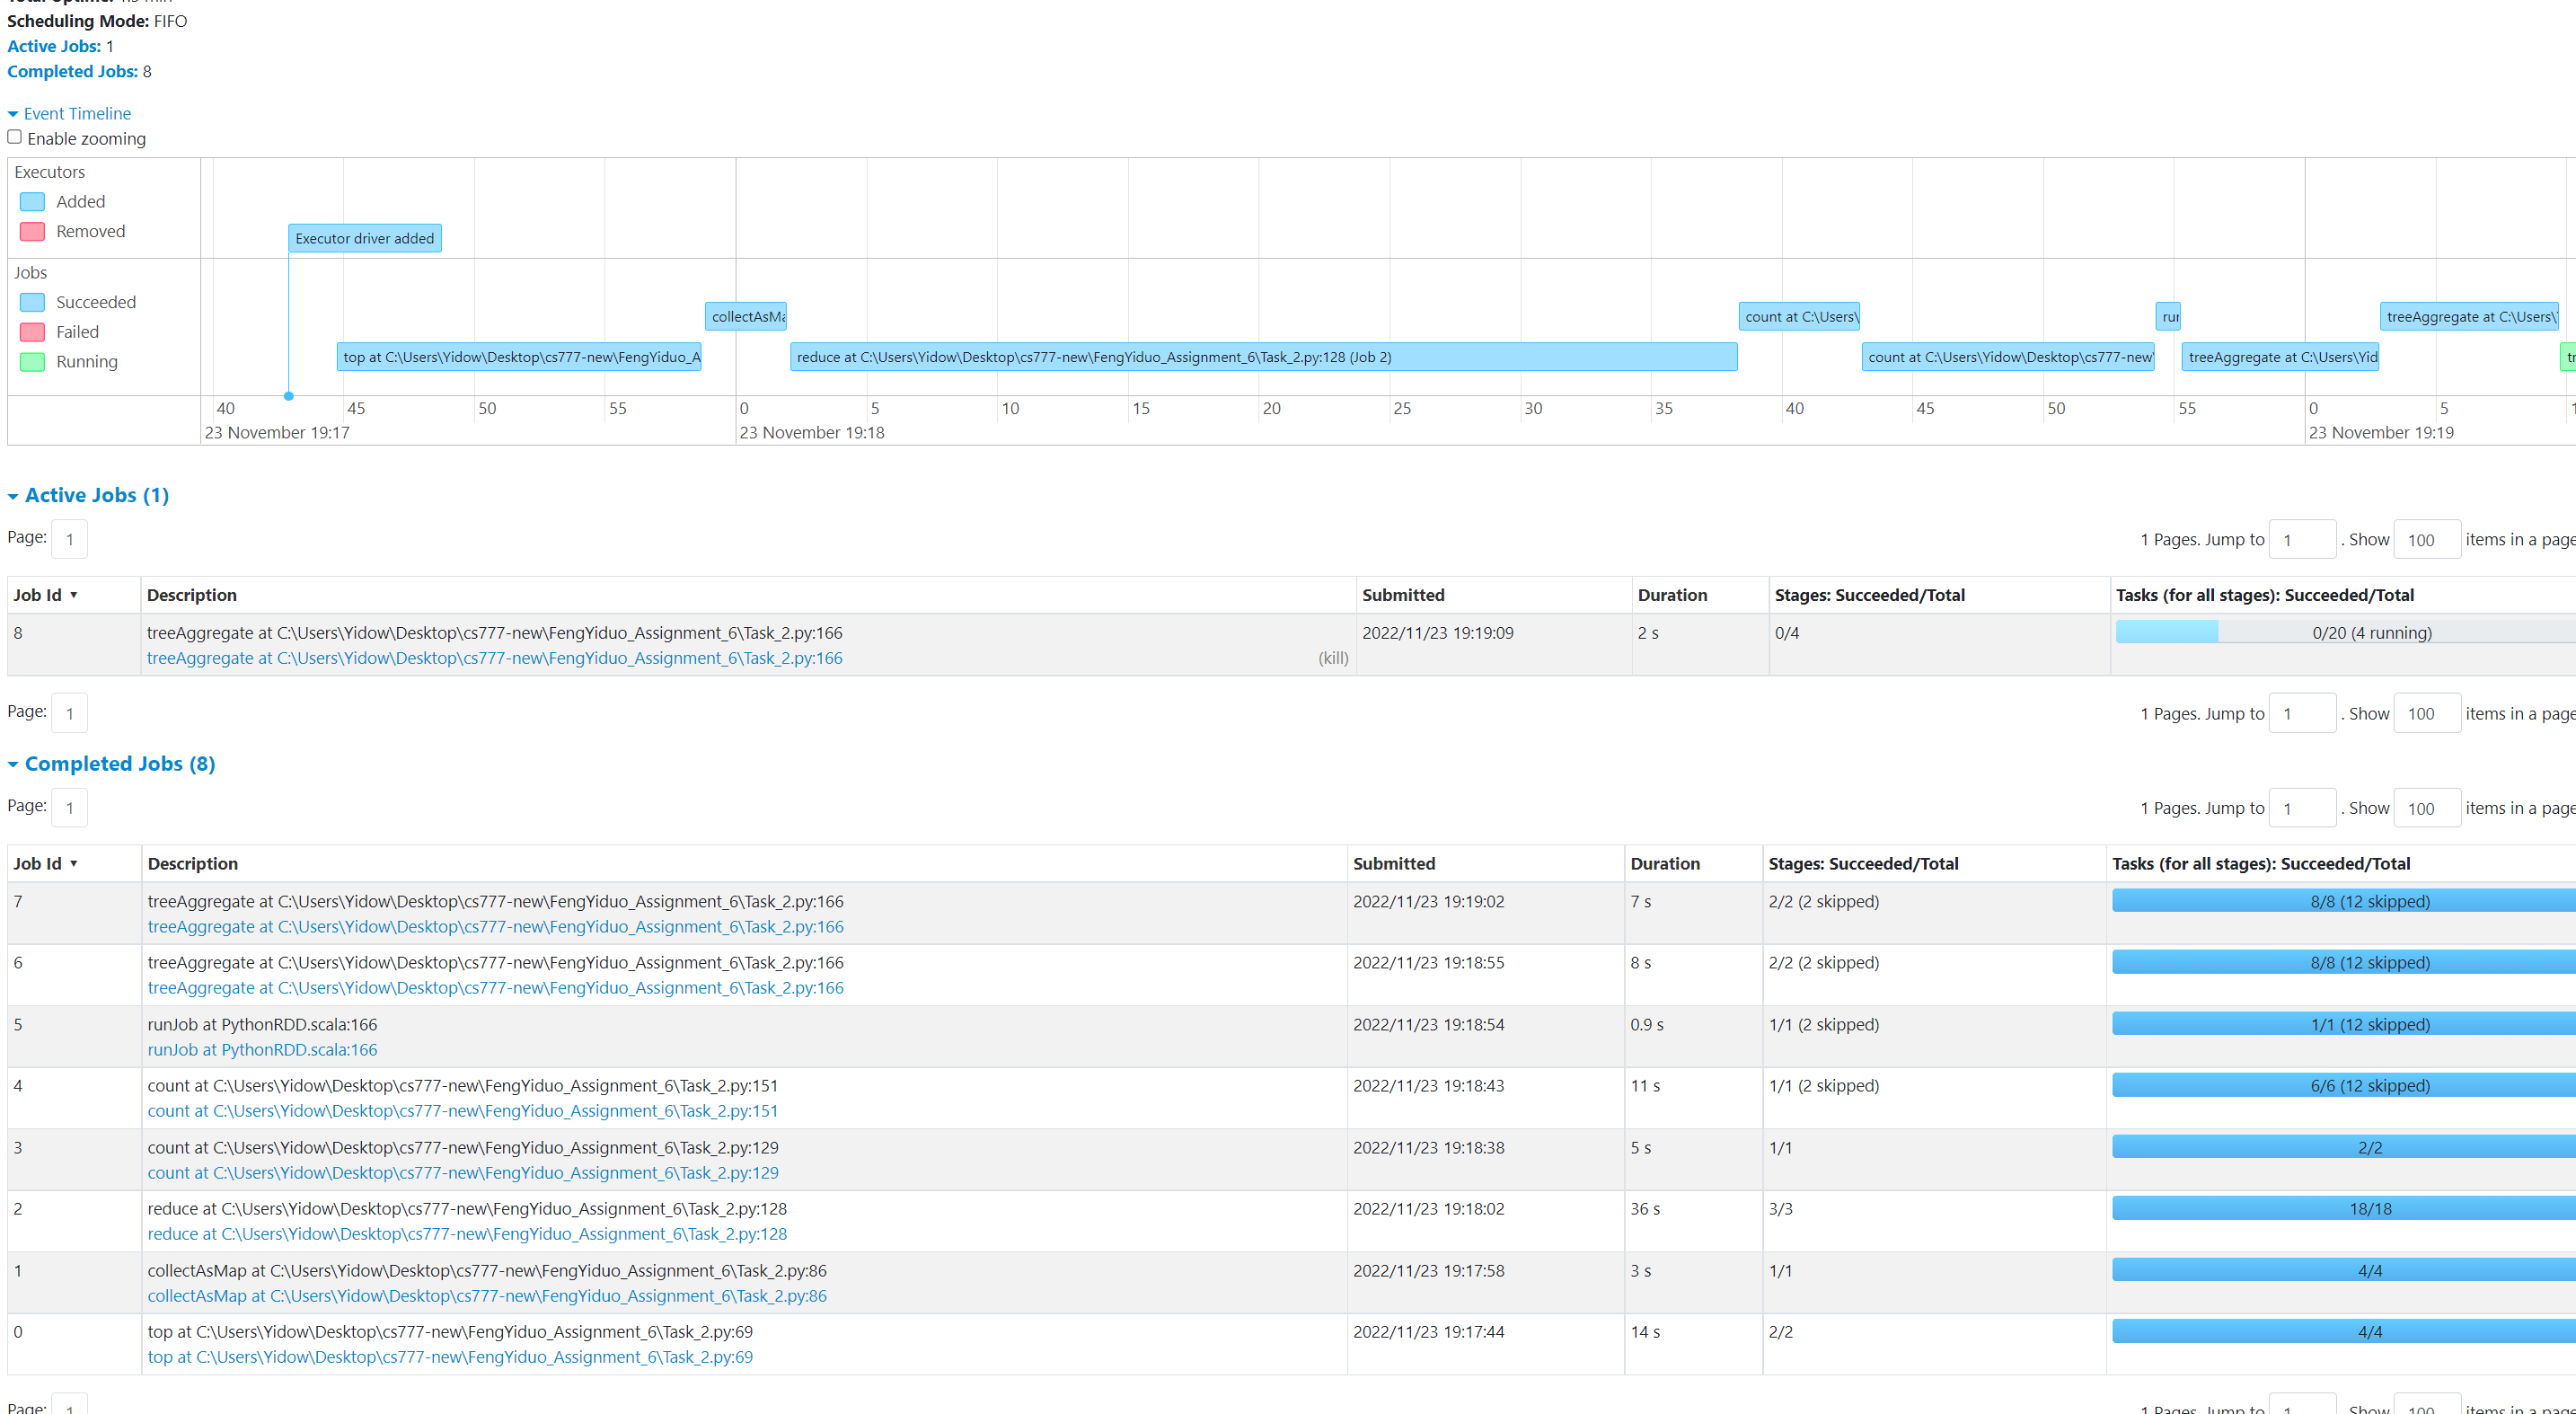 Scheduling Mode: FIFO
Active Jobs: 1
Completed Jobs: 8
Event Timeline
Enable zooming
Executors
Added
Removed
Executor driver added
Jobs
Succeeded
Failed
Running
collectAsMa
count at C:\Users\
run
treeAggregate at C:\Users\
top at C:\Users\Yidow\Desktop\cs777-new\FengYiduo_A
reduce at C:\Users\Yidow\Desktop\cs777-new\FengYiduo_Assignment_6\Task_2.py:128 (Job 2)
count at C:\Users\Yidow\Desktop\cs777-new\
treeAggregate at C:\Users\Yid
tr
40 45 50 55 0 5 10 15 20 25 30 35 40 45 50 55 0 5
23 November 19:17 23 November 19:18 23 November 19:19
Active Jobs (1)
Page: 1 1 Pages. Jump to 1 . Show 100 items in a page
Job Id Description Submitted Duration Stages: Succeeded/Total Tasks (for all stages): Succeeded/Total
8 treeAggregate at C:\Users\Yidow\Desktop\cs777-new\FengYiduo_Assignment_6\Task_2.py:166 2022/11/23 19:19:09 2 s 0/4 0/20 (4 running)
treeAggregate at C:\Users\Yidow\Desktop\cs777-new\FengYiduo_Assignment_6\Task_2.py:166 (kill)
Page: 1 1 Pages. Jump to 1 . Show 100 items in a page
Completed Jobs (8)
Page: 1 1 Pages. Jump to 1 . Show 100 items in a page
Job Id Description Submitted Duration Stages: Succeeded/Total Tasks (for all stages): Succeeded/Total
7 treeAggregate at C:\Users\Yidow\Desktop\cs777-new\FengYiduo_Assignment_6\Task_2.py:166 2022/11/23 19:19:02 7 s 2/2 (2 skipped) 8/8 (12 skipped)
treeAggregate at C:\Users\Yidow\Desktop\cs777-new\FengYiduo_Assignment_6\Task_2.py:166
6 treeAggregate at C:\Users\Yidow\Desktop\cs777-new\FengYiduo_Assignment_6\Task_2.py:166 2022/11/23 19:18:55 8 s 2/2 (2 skipped) 8/8 (12 skipped)
treeAggregate at C:\Users\Yidow\Desktop\cs777-new\FengYiduo_Assignment_6\Task_2.py:166
5 runJob at PythonRDD.scala:166 2022/11/23 19:18:54 0.9 s 1/1 (2 skipped) 1/1 (12 skipped)
runJob at PythonRDD.scala:166
4 count at C:\Users\Yidow\Desktop\cs777-new\FengYiduo_Assignment_6\Task_2.py:151 2022/11/23 19:18:43 11 s 1/1 (2 skipped) 6/6 (12 skipped)
count at C:\Users\Yidow\Desktop\cs777-new\FengYiduo_Assignment_6\Task_2.py:151
3 count at C:\Users\Yidow\Desktop\cs777-new\FengYiduo_Assignment_6\Task_2.py:129 2022/11/23 19:18:38 5 s 1/1 2/2
count at C:\Users\Yidow\Desktop\cs777-new\FengYiduo_Assignment_6\Task_2.py:129
2 reduce at C:\Users\Yidow\Desktop\cs777-new\FengYiduo_Assignment_6\Task_2.py:128 2022/11/23 19:18:02 36 s 3/3 18/18
reduce at C:\Users\Yidow\Desktop\cs777-new\FengYiduo_Assignment_6\Task_2.py:128
1 collectAsMap at C:\Users\Yidow\Desktop\cs777-new\FengYiduo_Assignment_6\Task_2.py:86 2022/11/23 19:17:58 3 s 1/1 4/4
collectAsMap at C:\Users\Yidow\Desktop\cs777-new\FengYiduo_Assignment_6\Task_2.py:86
0 top at C:\Users\Yidow\Desktop\cs777-new\FengYiduo_Assignment_6\Task_2.py:69 2022/11/23 19:17:44 14 s 2/2 4/4
top at C:\Users\Yidow\Desktop\cs777-new\FengYiduo_Assignment_6\Task_2.py:69
Page: 1 1 Pages. Jump to 1 . Show 100 items in a page